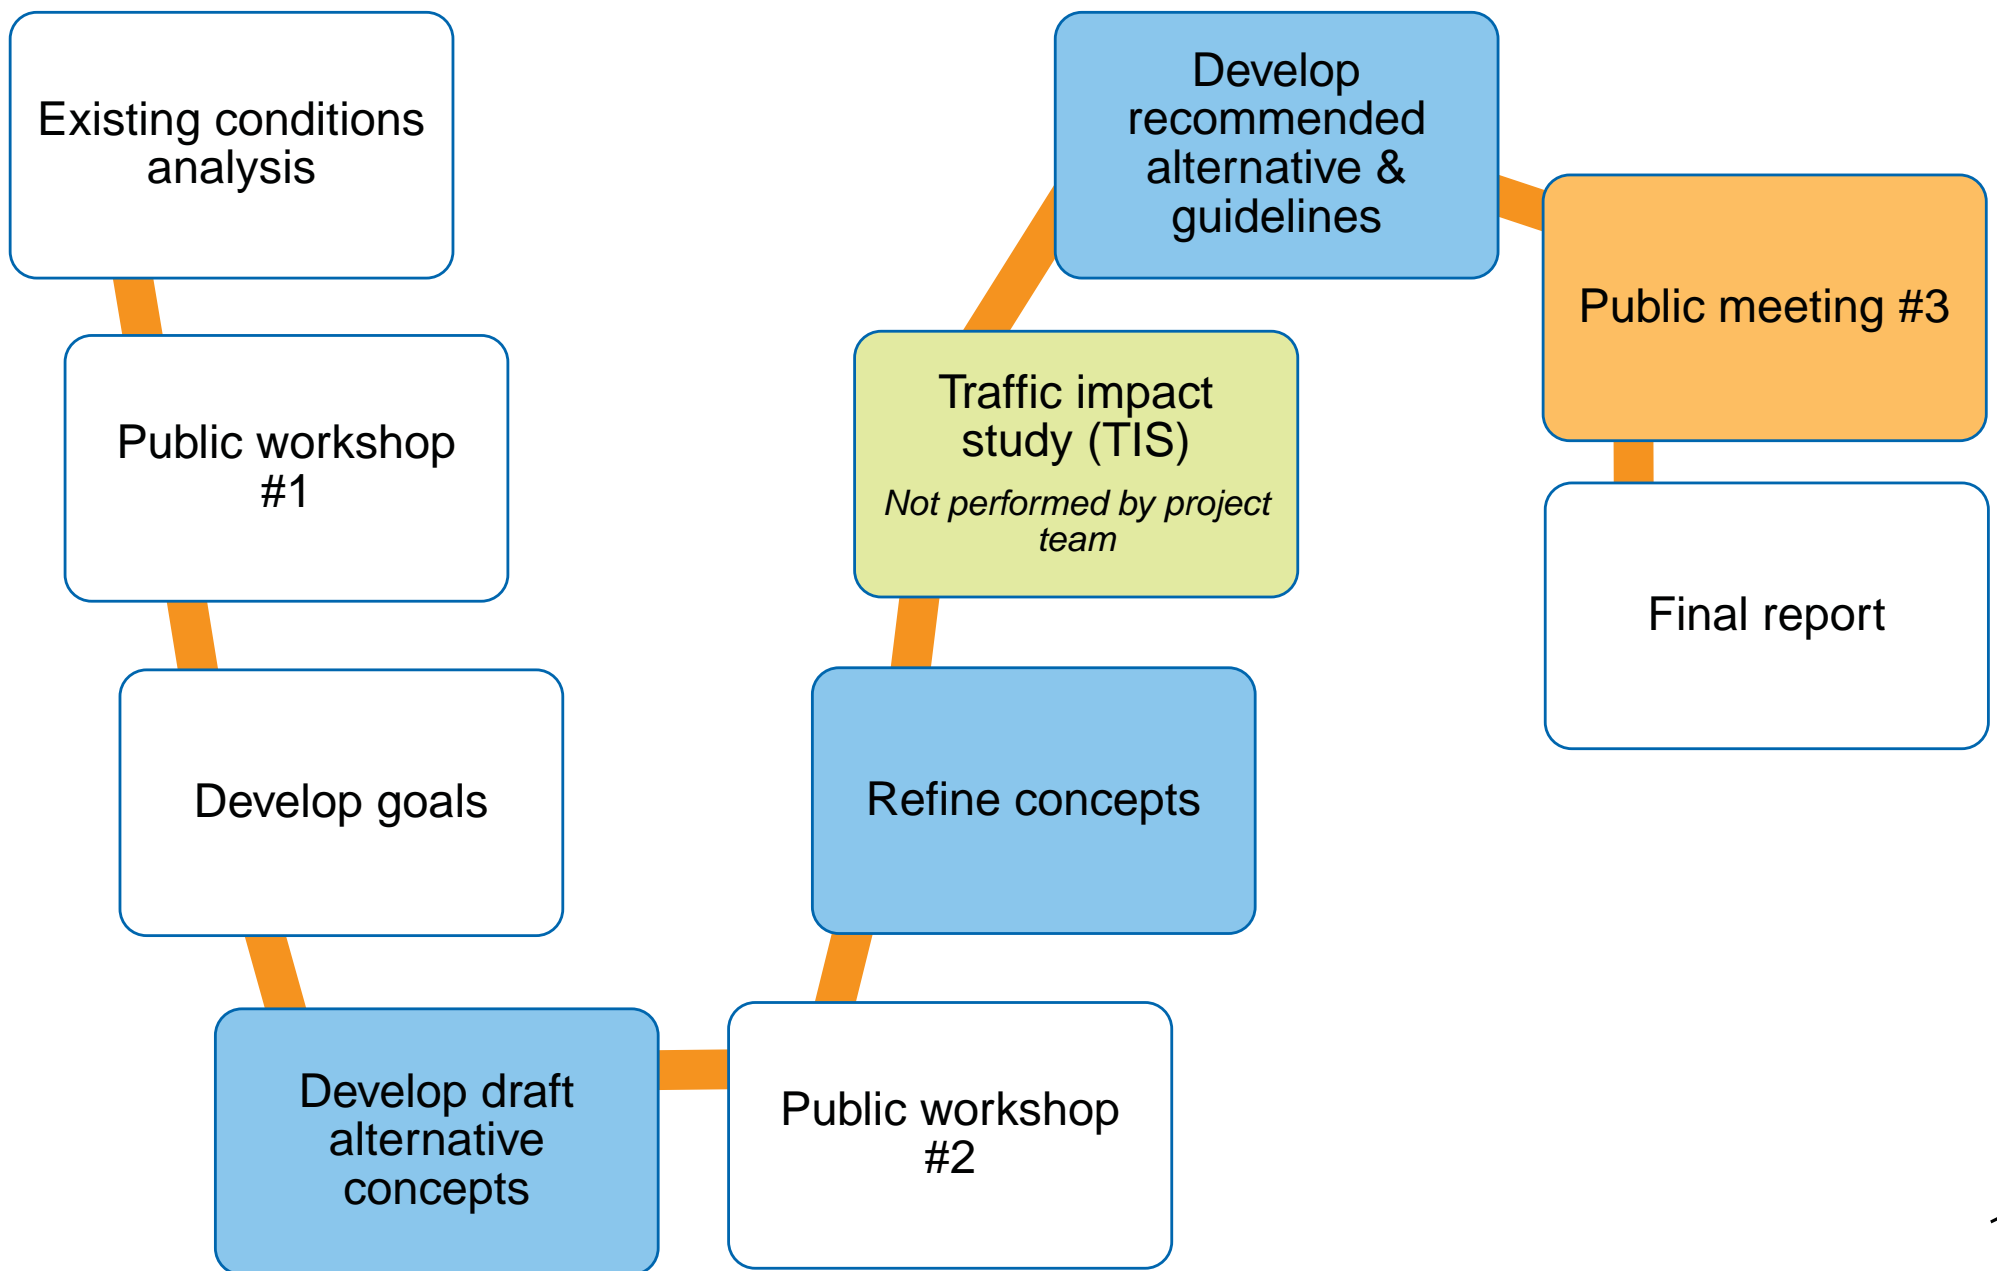 Existing conditions
analysis
Public workshop
#1
Develop goals
Develop draft
alternative
concepts
Public workshop
#2
Refine concepts
Traffic impact
study (TIS)
Not performed by project
team
Develop
recommended
alternative &
guidelines
Public meeting #3
Final report